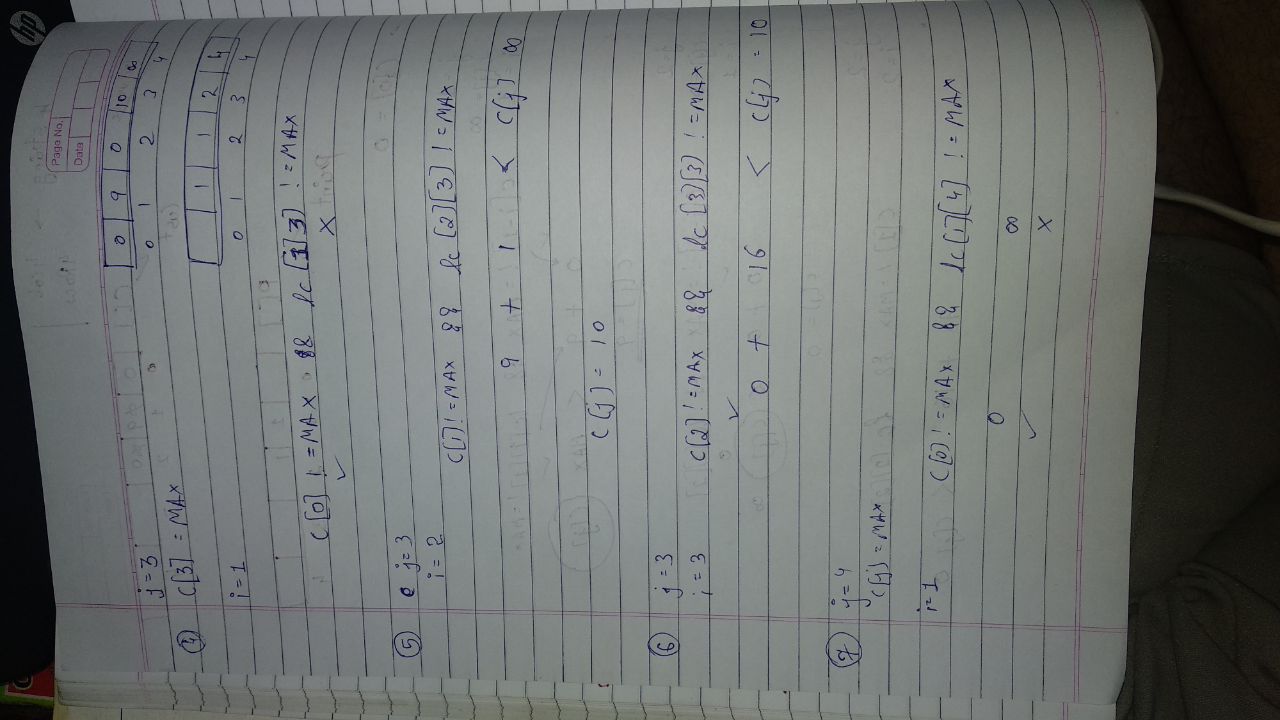 hp
Page No.
Date
j=3
0 9 0 10 ∞
0 1 2 3 4
④ C[3] = MAX
1 1 2 4
i=1
0 1 2 3 4
C[0] != MAX && lc[1][3] != MAX
✓ X
⑤ j=3
i=2
C[1] != MAX && lc[2][3] != MAX
9 + 1 < C[j] ∞
C[j] = 10
⑥ j=3
i=3 C[2] != MAX && lc[3][3] != MAX
✓
0 + 16 < C[j] = 10
⑦ j=4
C[j] = MAX
i=1 C[0] != MAX && lc[1][4] != MAX
0 ∞
✓ X